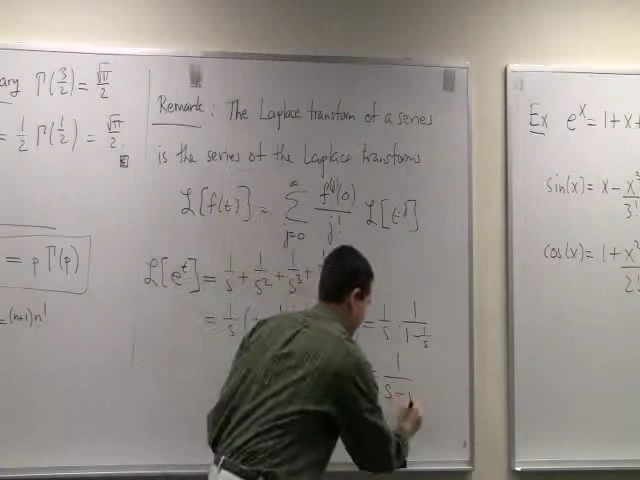 ary Γ(3/2) = √π/2
= 1/2 Γ(1/2) = √π/2
= p Γ(p)
=(n+1)n!
Remark: The Laplace transform of a series
is the series of the Laplace transforms
ℒ[f(t)] = ∑_{j=0}^{∞} f^{(j)}(0)/j! ℒ[t^j]
ℒ[e^t] = 1/s + 1/s² + 1/s³ +
= 1/s ( = 1/s · 1/(1-1/s)
1/(s-
Ex e^x = 1 + x +
sin(x) = x - x³/3!
cos(x) = 1 + x²/2!